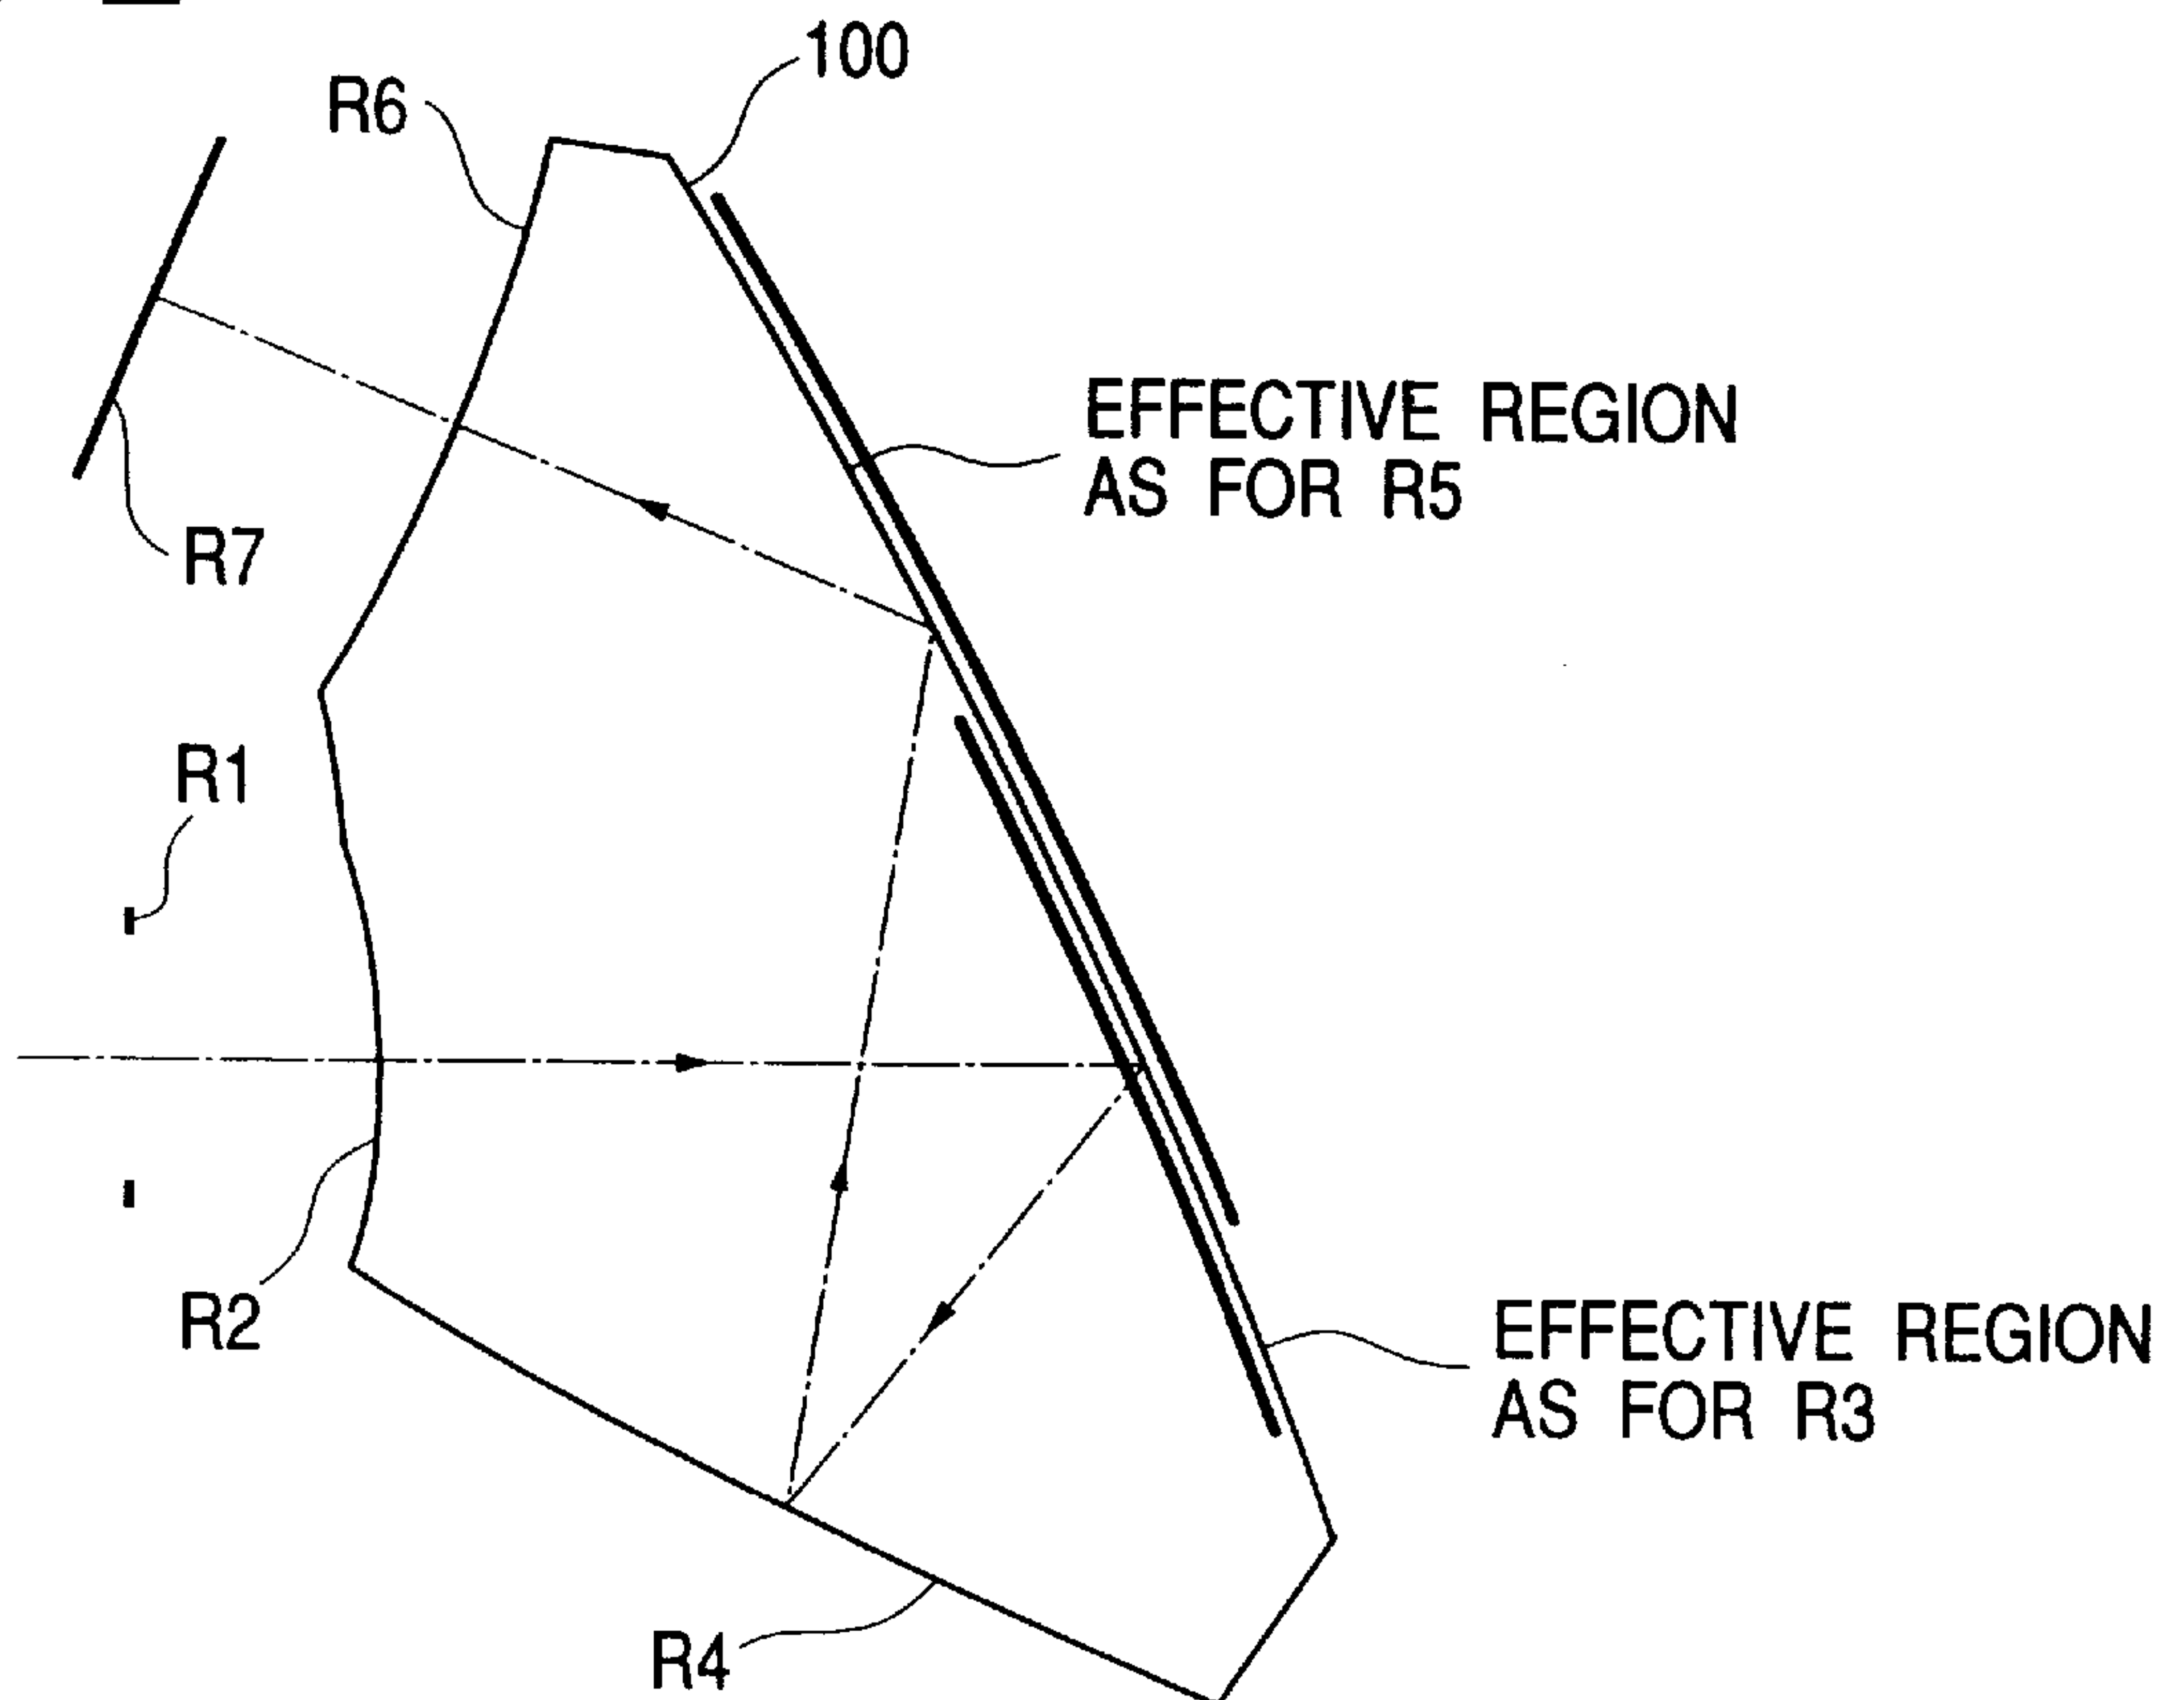 100
R6
EFFECTIVE REGION
AS FOR R5
R7
R1
R2
EFFECTIVE REGION
AS FOR R3
R4